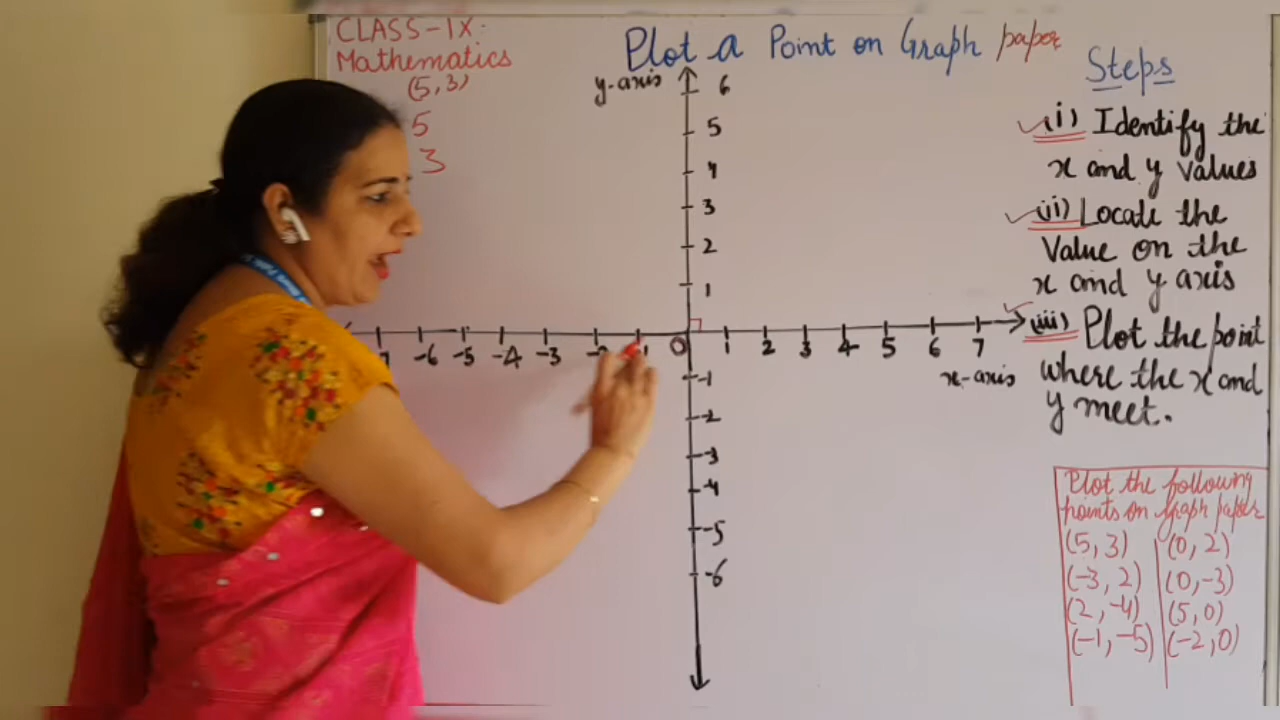 CLASS-IX.
Mathematics
(5,3)
5
3
Plot a Point on Graph paper
y-axis
6
5
4
3
2
1
-6 -5 -4 -3 0 1 2 3 4 5 6 7
x-axis
-1
-2
-3
-4
-5
-6
Steps
(i) Identify the
x and y values
(ii) Locate the
Value on the
x and y axis
(iii) Plot the point
where the x and
y meet.
Plot the following
points on Graph paper
(5, 3) (0, 2)
(-3, 2) (0, -3)
(2, -4) (5, 0)
(-1, -5) (-2, 0)